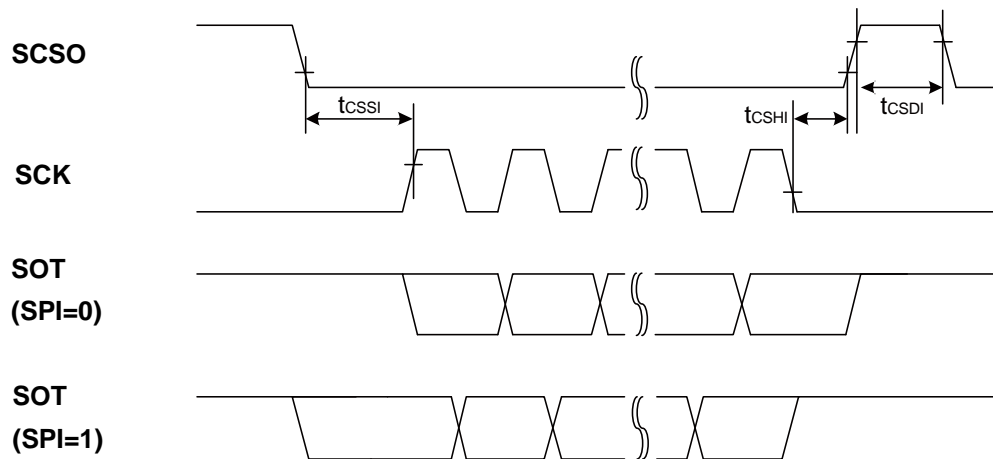 SCSO
tCSSI
tCSHI
tCSDI
SCK
SOT
(SPI=0)
SOT
(SPI=1)